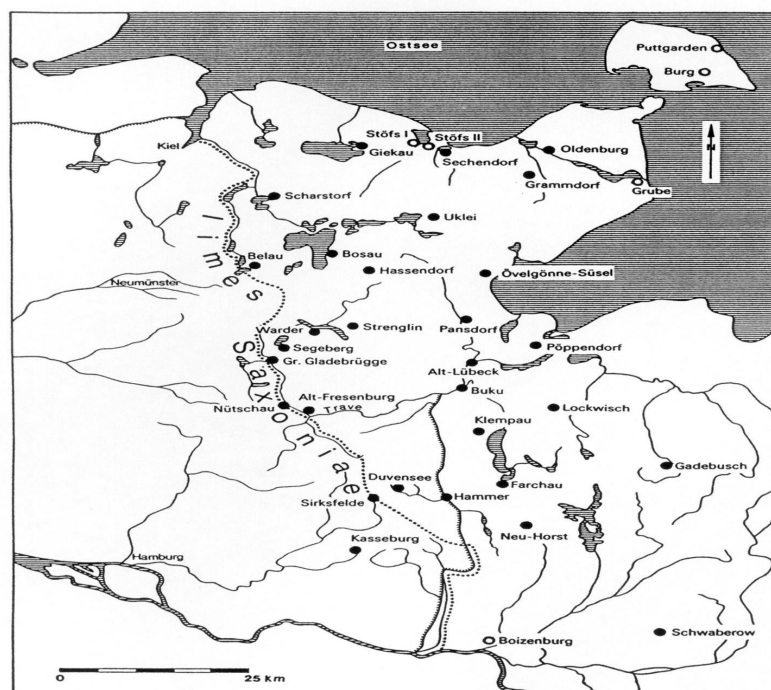 Ostsee
Puttgarden
Burg
Kiel
Stöfs I
Stöfs II
Giekau
Sechendorf
Oldenburg
N
Grammdorf
Grube
Scharstorf
Uklei
limes Saxoniae
Belau
Bosau
Hassendorf
Övelgönne-Süsel
Neumünster
Warder
Strenglin
Pansdorf
Pöppendorf
Segeberg
Gr. Gladebrügge
Alt-Lübeck
Buku
Alt-Fresenburg
Nütschau
Trave
Lockwisch
Klempau
Gadebusch
Duvensee
Farchau
Sirksfelde
Hammer
Neu-Horst
Kasseburg
Hamburg
Boizenburg
Schwaberow
0 25 km